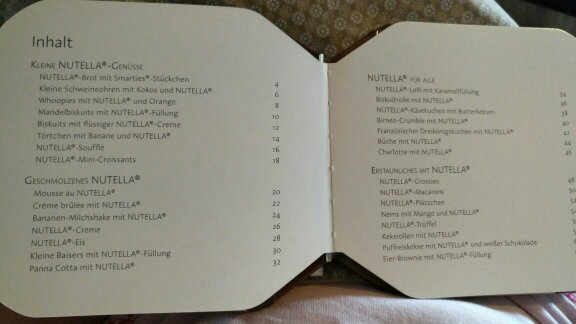 Inhalt
KLEINE NUTELLA®-GENÜSSE
NUTELLA®-Brot mit Smarties®-Stückchen 4
Kleine Schweineohren mit Kokos und NUTELLA® 6
Whoopies mit NUTELLA® und Orange 8
Mandelbiskuits mit NUTELLA®-Füllung 10
Biskuits mit flüssiger NUTELLA®-Creme 12
Törtchen mit Banane und NUTELLA® 14
NUTELLA®-Soufflé 16
NUTELLA®-Mini-Croissants 18
GESCHMOLZENES NUTELLA®
Mousse au NUTELLA® 20
Crème brûlée mit NUTELLA® 22
Bananen-Milchshake mit NUTELLA® 24
NUTELLA®-Creme 26
NUTELLA®-Eis 28
Kleine Baisers mit NUTELLA®-Füllung 30
Panna Cotta mit NUTELLA® 32
NUTELLA® FÜR ALLE
NUTELLA®-Lolli mit Karamellfüllung 34
Biskuitrolle mit NUTELLA® 36
NUTELLA®-Käsekuchen mit Butterkeksen 38
Birnen-Crumble mit NUTELLA® 40
Französischer Dreikönigskuchen mit NUTELLA® 42
Bûche mit NUTELLA® 44
Charlotte mit NUTELLA® 46
ERSTAUNLICHES MIT NUTELLA®
NUTELLA®-Crossies 48
NUTELLA®-Macarons
NUTELLA®-Plätzchen
Nems mit Mango und NUTELLA®
NUTELLA®-Trüffel
Keksrollen mit NUTELLA®
Puffreiskekse mit NUTELLA® und weißer Schokolade
Eier-Brownie mit NUTELLA®-Füllung